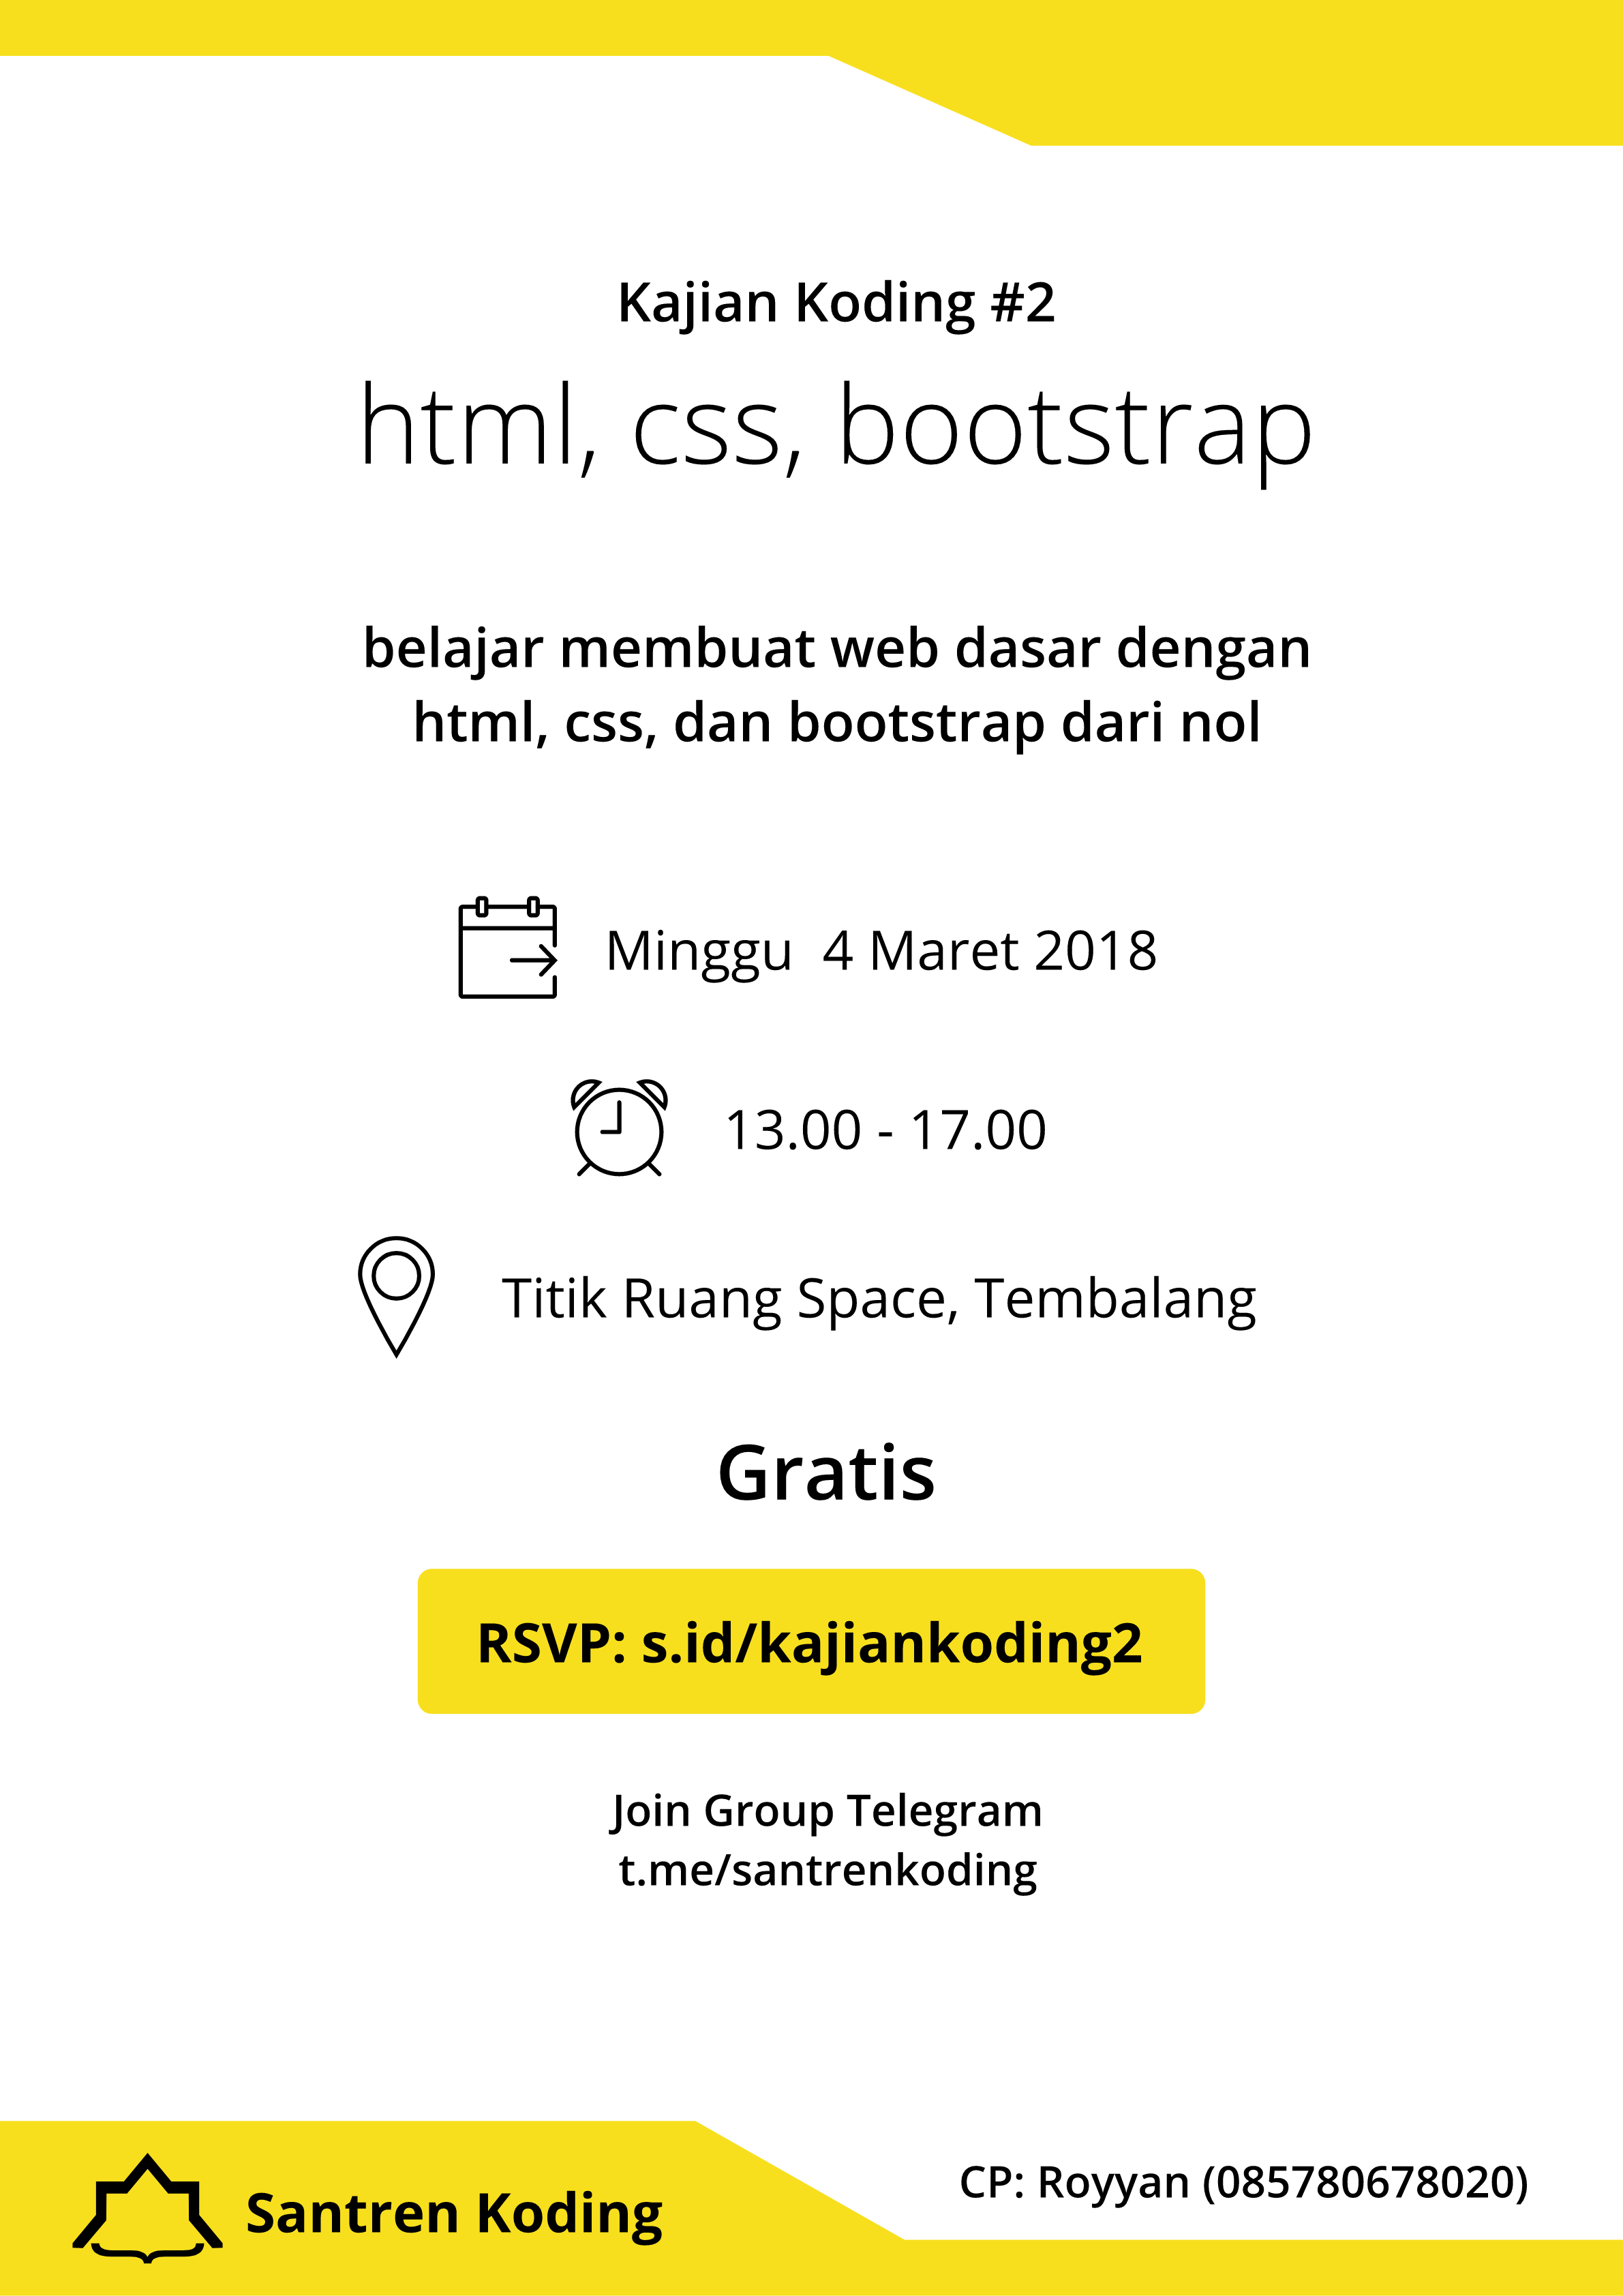 Kajian Koding #2
html, css, bootstrap
belajar membuat web dasar dengan
html, css, dan bootstrap dari nol
Minggu  4 Maret 2018
13.00 - 17.00
Titik Ruang Space, Tembalang
Gratis
RSVP: s.id/kajiankoding2
Join Group Telegram
t.me/santrenkoding
Santren Koding
CP: Royyan (085780678020)